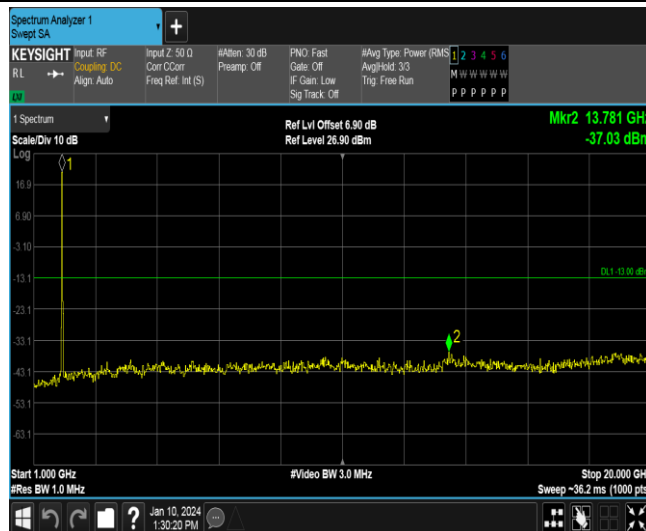 Spectrum Analyzer 1
Swept SA
+
KEYSIGHT Input: RF Input Z: 50 Ω #Atten: 30 dB PNO: Fast #Avg Type: Power (RMS 1 2 3 4 5 6
RL Coupling: DC Corr CCorr Preamp: Off Gate: Off Avg|Hold: 3/3 M W W W W W
Align: Auto Freq Ref: Int (S) IF Gain: Low Trig: Free Run
Sig Track: Off P P P P P P
1 Spectrum Ref Lvl Offset 6.90 dB Mkr2 13.781 GHz
Scale/Div 10 dB Ref Level 26.90 dBm -37.03 dBm
Log
1
16.9
6.90
-3.10
-13.1 DL1 -13.00 dBm
-23.1
-33.1
2
-43.1
-53.1
-63.1
Start 1.000 GHz #Video BW 3.0 MHz Stop 20.000 GHz
#Res BW 1.0 MHz Sweep ~36.2 ms (1000 pts
? Jan 10, 2024
1:30:20 PM